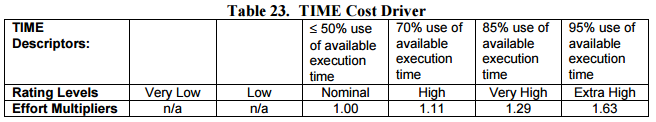 Table 23. TIME Cost Driver
TIME Descriptors: ≤ 50% use of available execution time 70% use of available execution time 85% use of available execution time 95% use of available execution time
Rating Levels Very Low Low Nominal High Very High Extra High
Effort Multipliers n/a n/a 1.00 1.11 1.29 1.63